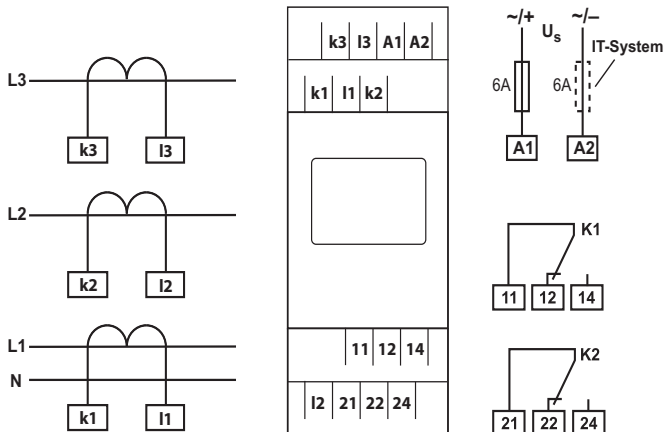 L3
k3 l3
L2
k2 l2
L1
N
k1 l1
k3 l3 A1 A2
k1 l1 k2
11 12 14
l2 21 22 24
~/+ ~/–
Us
IT-System
6A 6A
A1 A2
K1
11 12 14
K2
21 22 24